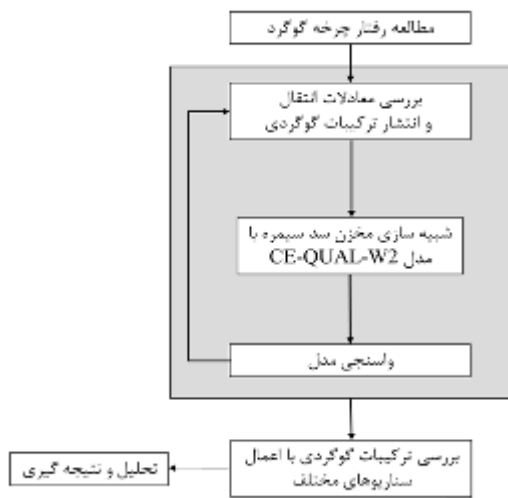 مطالعه رفتار چرخه گوگرد
بررسی معادلات انتقال
و انتشار ترکیبات گوگردی
شبیه سازی مخزن سد سیمره با
مدل CE-QUAL-W2
واسنجی مدل
بررسی ترکیبات گوگردی با اعمال
سناریوهای مختلف
تحلیل و نتیجه گیری